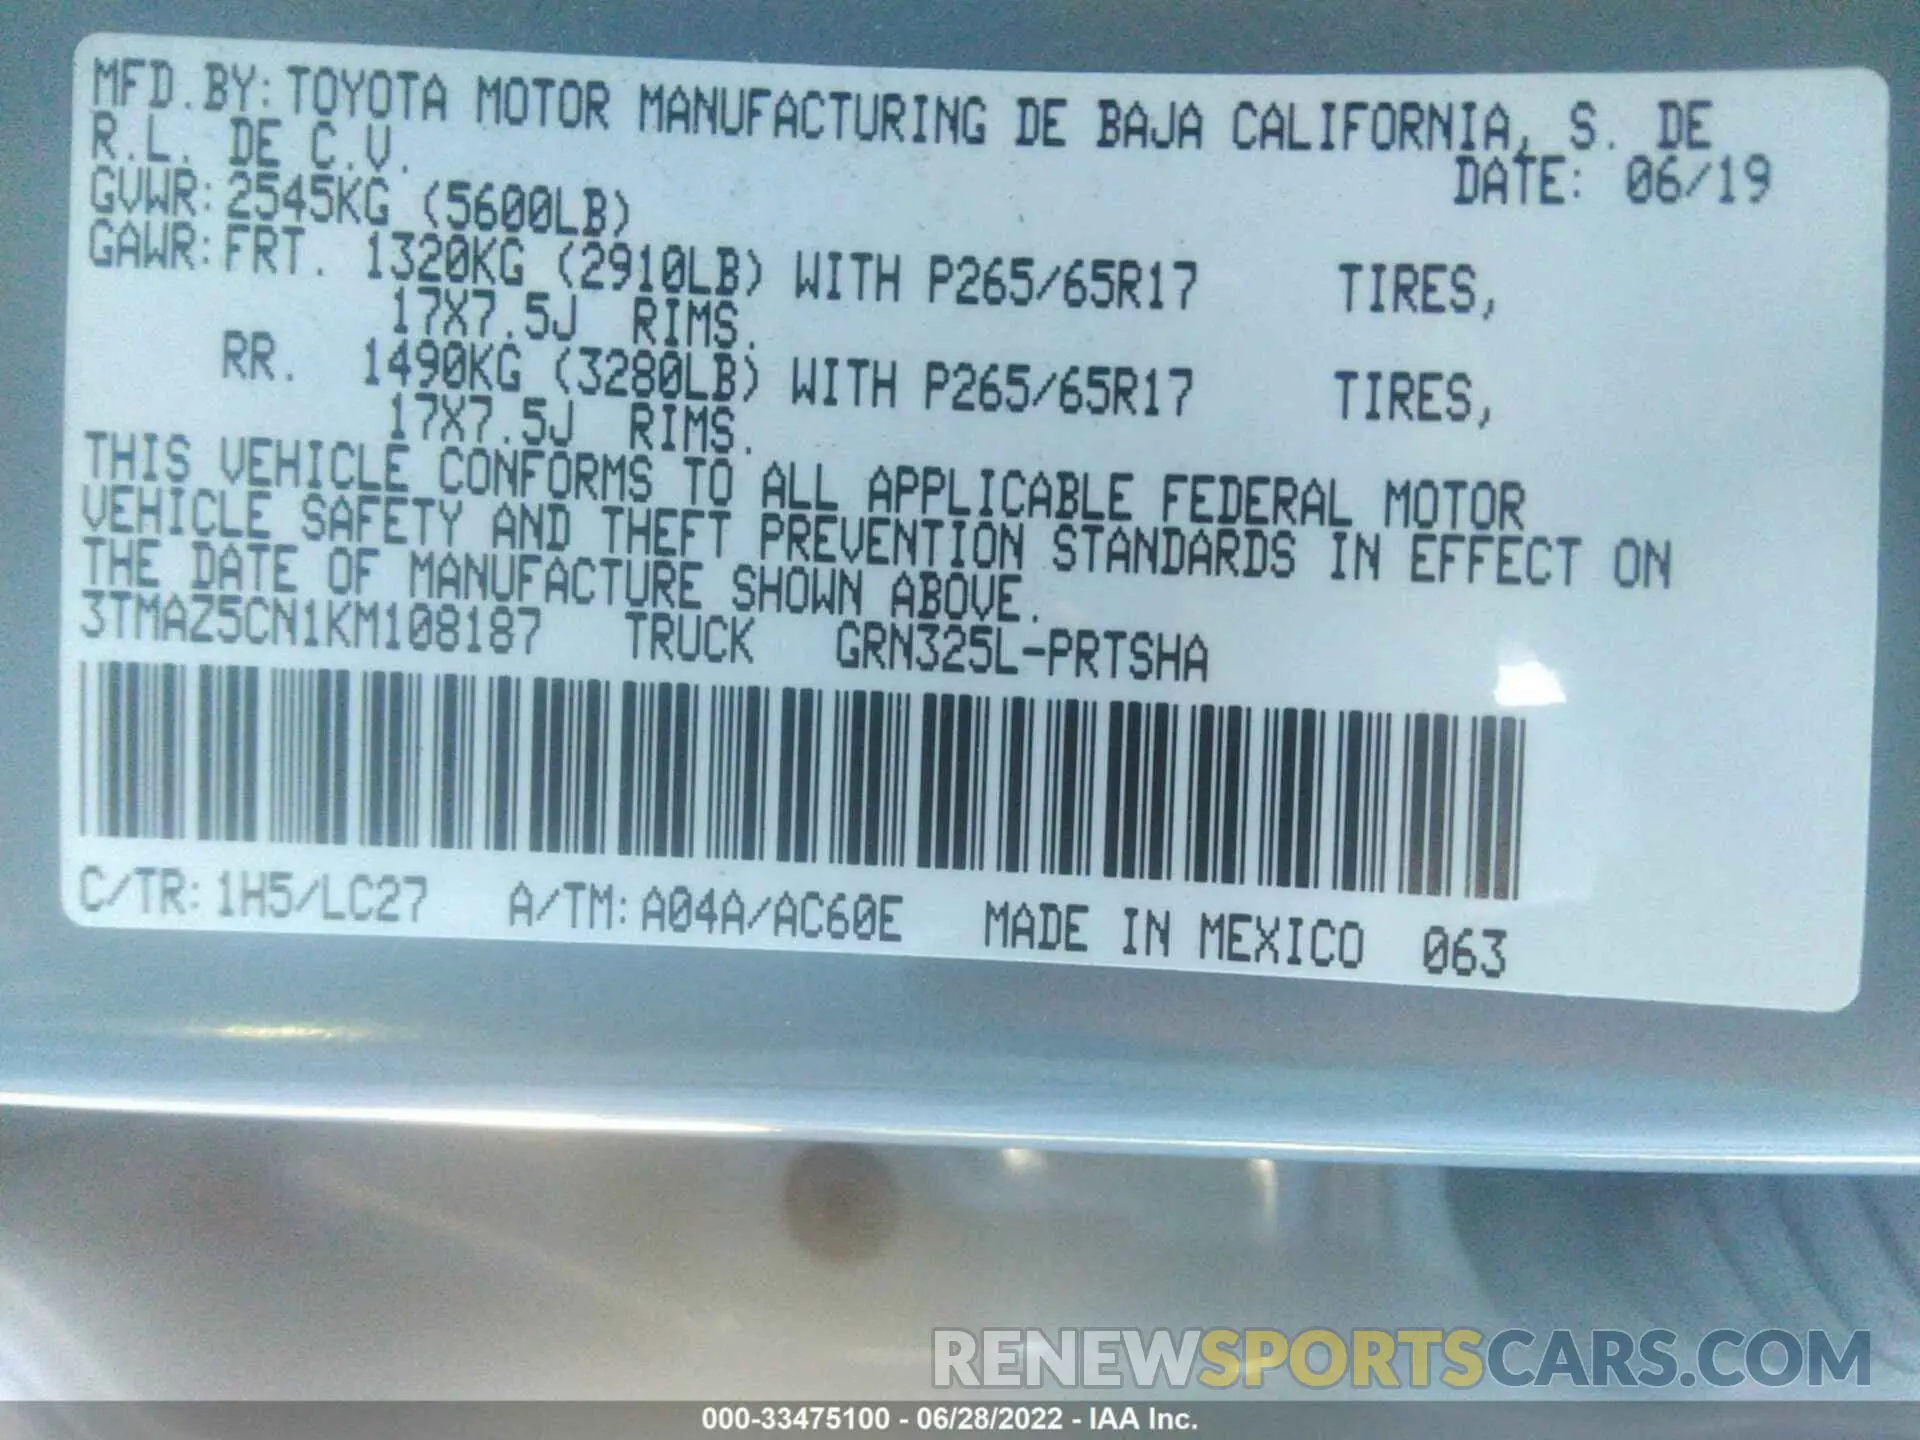 MFD.BY: TOYOTA MOTOR MANUFACTURING DE BAJA CALIFORNIA, S. DE
R.L. DE C.V.
DATE: 06/19
GVWR: 2545KG (5600LB)
GAWR: FRT. 1320KG (2910LB) WITH P265/65R17 TIRES,
17X7.5J RIMS.
RR. 1490KG (3280LB) WITH P265/65R17 TIRES,
17X7.5J RIMS.
THIS VEHICLE CONFORMS TO ALL APPLICABLE FEDERAL MOTOR
VEHICLE SAFETY AND THEFT PREVENTION STANDARDS IN EFFECT ON
THE DATE OF MANUFACTURE SHOWN ABOVE.
3TMAZ5CN1KM108187 TRUCK GRN325L-PRTSHA
C/TR: 1H5/LC27 A/TM: A04A/AC60E MADE IN MEXICO 063
RENEWSPORTSCARS.COM
000-33475100 - 06/28/2022 - IAA Inc.